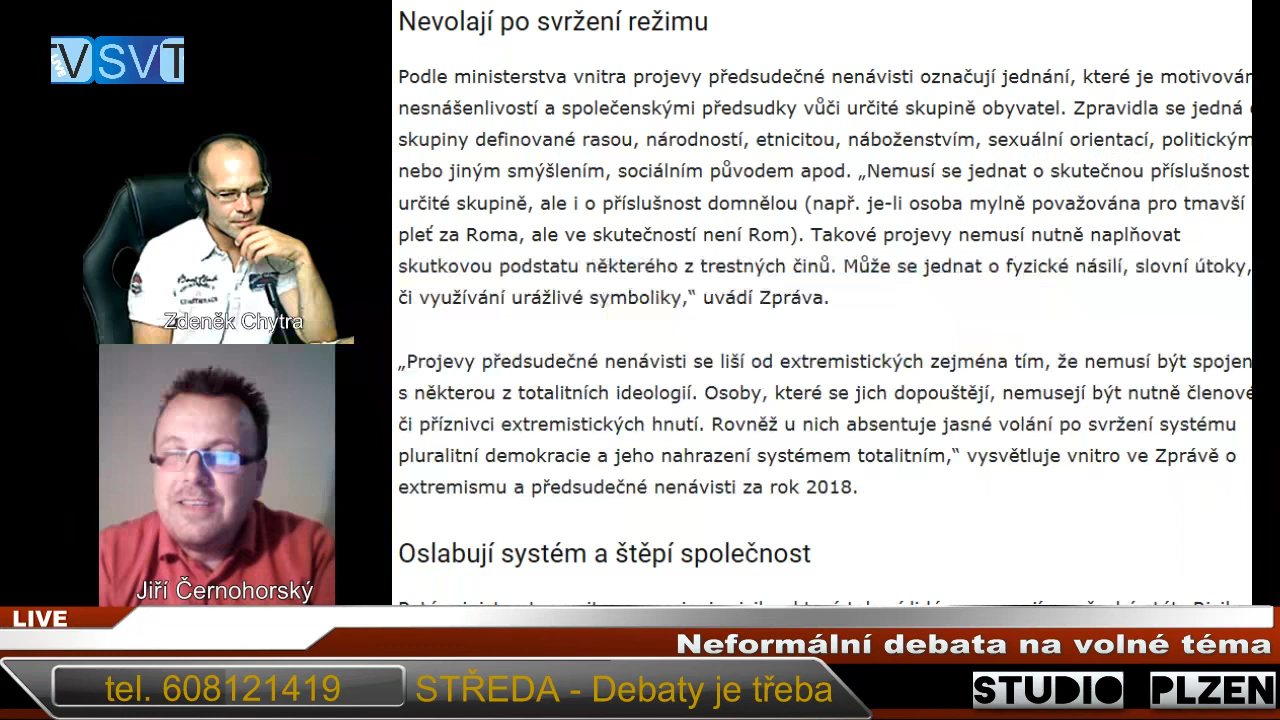 TV SVT
LIVE
Nevolají po svržení režimu
Podle ministerstva vnitra projevy předsudečné nenávisti označují jednání, které je motivován
nesnášenlivostí a společenskými předsudky vůči určité skupině obyvatel. Zpravidla se jedná
skupiny definované rasou, národností, etnicitou, náboženstvím, sexuální orientací, politickým
nebo jiným smýšlením, sociálním původem apod. „Nemusí se jednat o skutečnou příslušnost
určité skupině, ale i o příslušnost domnělou (např. je-li osoba mylně považována pro tmavší
pleť za Roma, ale ve skutečností není Rom). Takové projevy nemusí nutně naplňovat
skutkovou podstatu některého z trestných činů. Může se jednat o fyzické násilí, slovní útoky,
či využívání urážlivé symboliky,“ uvádí Zpráva.
„Projevy předsudečné nenávisti se liší od extremistických zejména tím, že nemusí být spojen
s některou z totalitních ideologií. Osoby, které se jich dopouštějí, nemusejí být nutně členové
či příznivci extremistických hnutí. Rovněž u nich absentuje jasné volání po svržení systému
pluralitní demokracie a jeho nahrazení systémem totalitním,“ vysvětluje vnitro ve Zprávě o
extremismu a předsudečné nenávisti za rok 2018.
Oslabují systém a štěpí společnost
Zdeněk Chytra
Jiří Černohorský
LIVE
Neformální debata na volné téma
tel. 608121419
STŘEDA - Debaty je třeba
STUDIO PLZEN